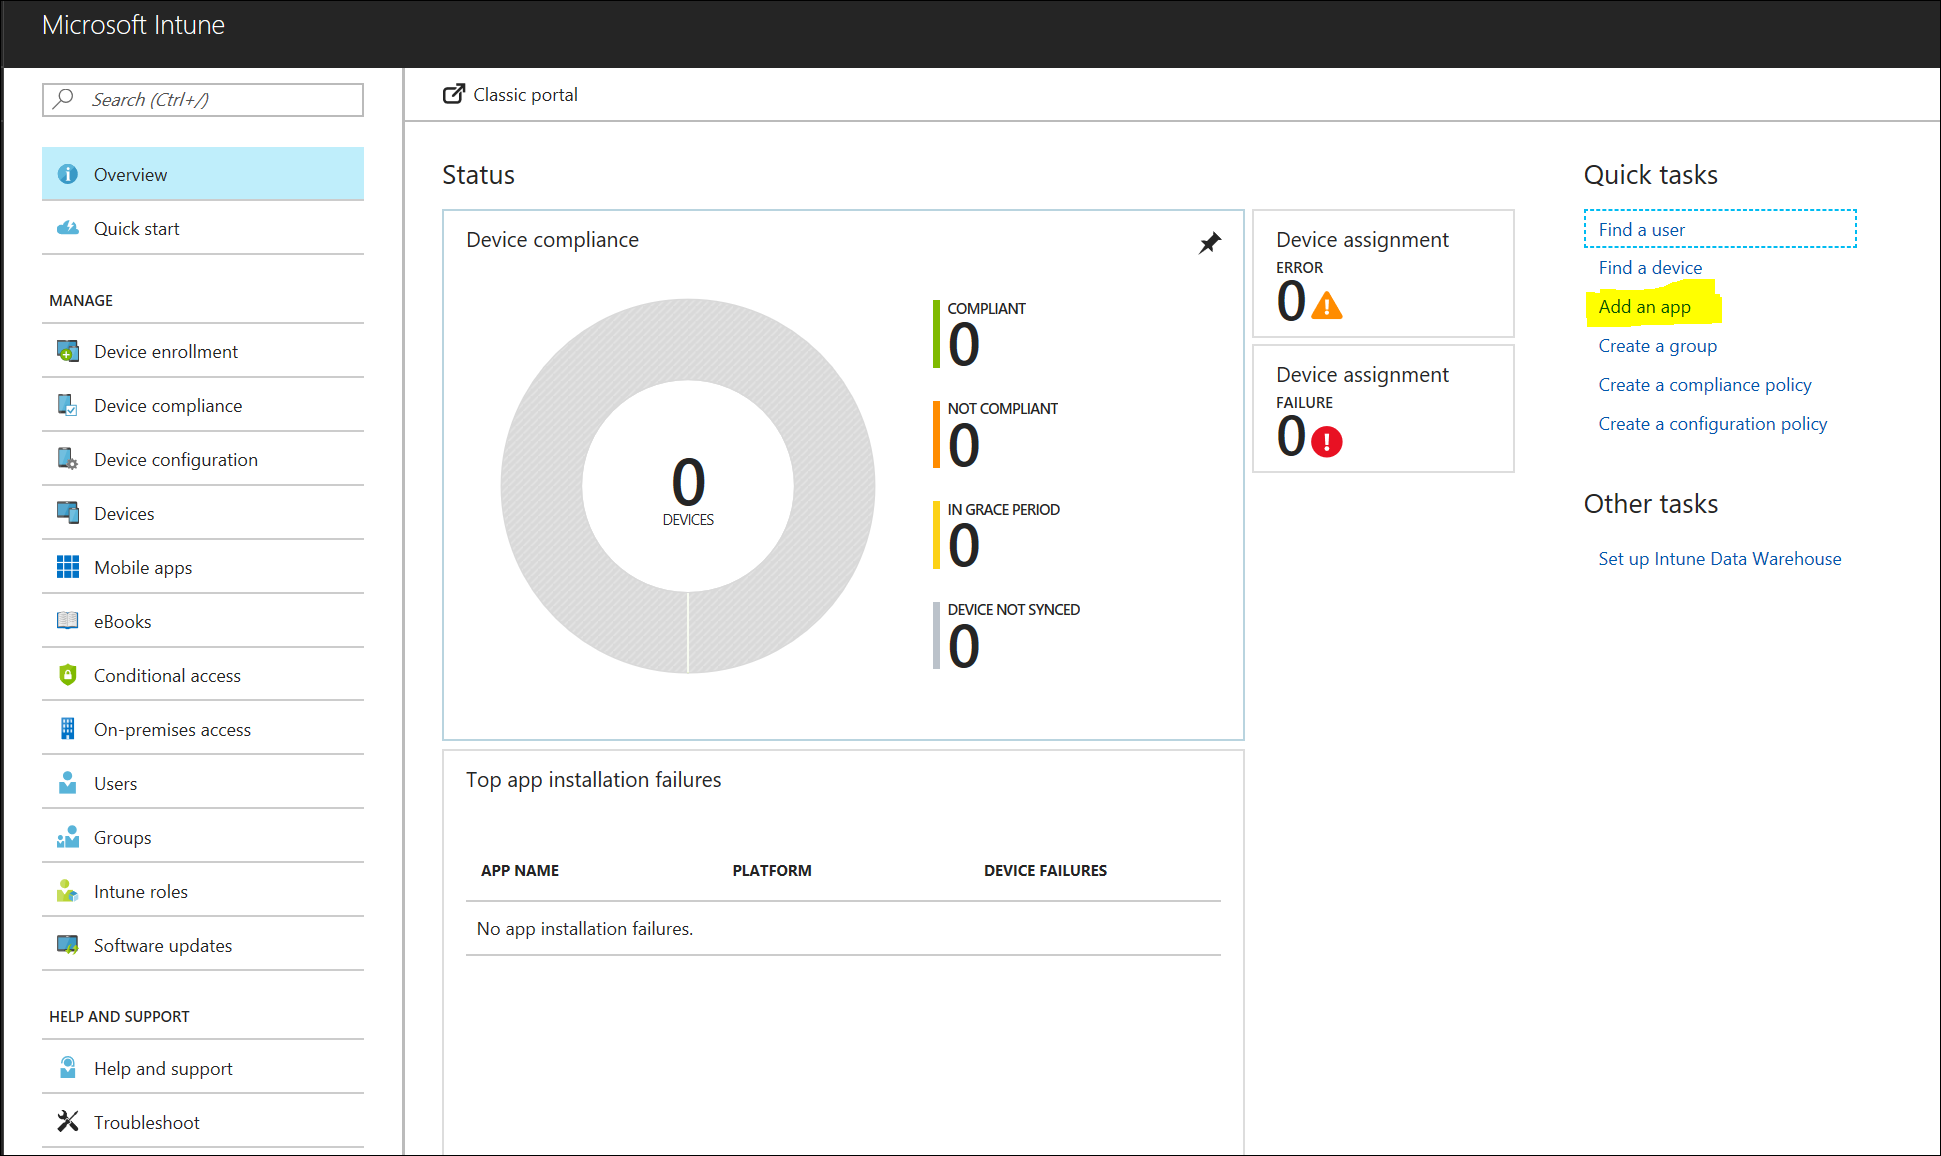 Microsoft Intune
Search (Ctrl+/)
Overview
Quick start
MANAGE
Device enrollment
Device compliance
Device configuration
Devices
Mobile apps
eBooks
Conditional access
On-premises access
Users
Groups
Intune roles
Software updates
HELP AND SUPPORT
Help and support
Troubleshoot
Classic portal
Status
Device compliance
0
DEVICES
COMPLIANT
0
NOT COMPLIANT
0
IN GRACE PERIOD
0
DEVICE NOT SYNCED
0
Device assignment
ERROR
0
Device assignment
FAILURE
0
Top app installation failures
APP NAME PLATFORM DEVICE FAILURES
No app installation failures.
Quick tasks
Find a user
Find a device
Add an app
Create a group
Create a compliance policy
Create a configuration policy
Other tasks
Set up Intune Data Warehouse